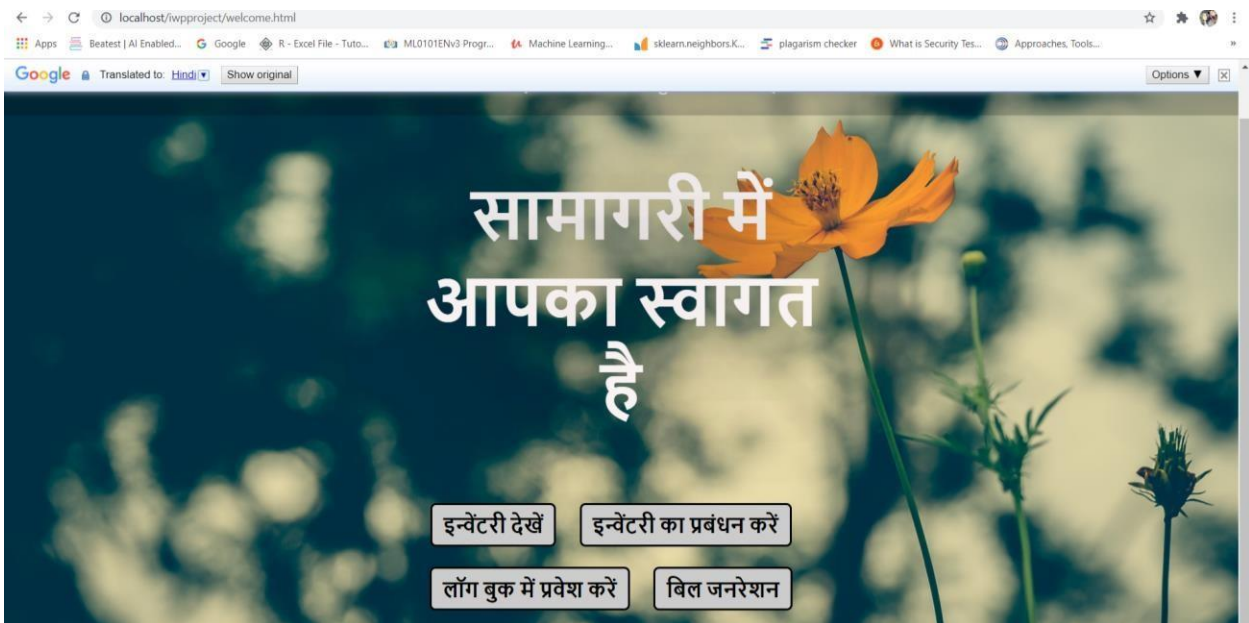 localhost/iwpproject/welcome.html
Apps Beatest | AI Enabled... Google R - Excel File - Tuto... ML0101ENv3 Progr... Machine Learning... sklearn.neighbors.K... plagarism checker What is Security Tes... Approaches, Tools... »
Google Translated to: Hindi Show original Options
सामागरी में
आपका स्वागत
है
इन्वेंटरी देखें इन्वेंटरी का प्रबंधन करें
लॉग बुक में प्रवेश करें बिल जनरेशन